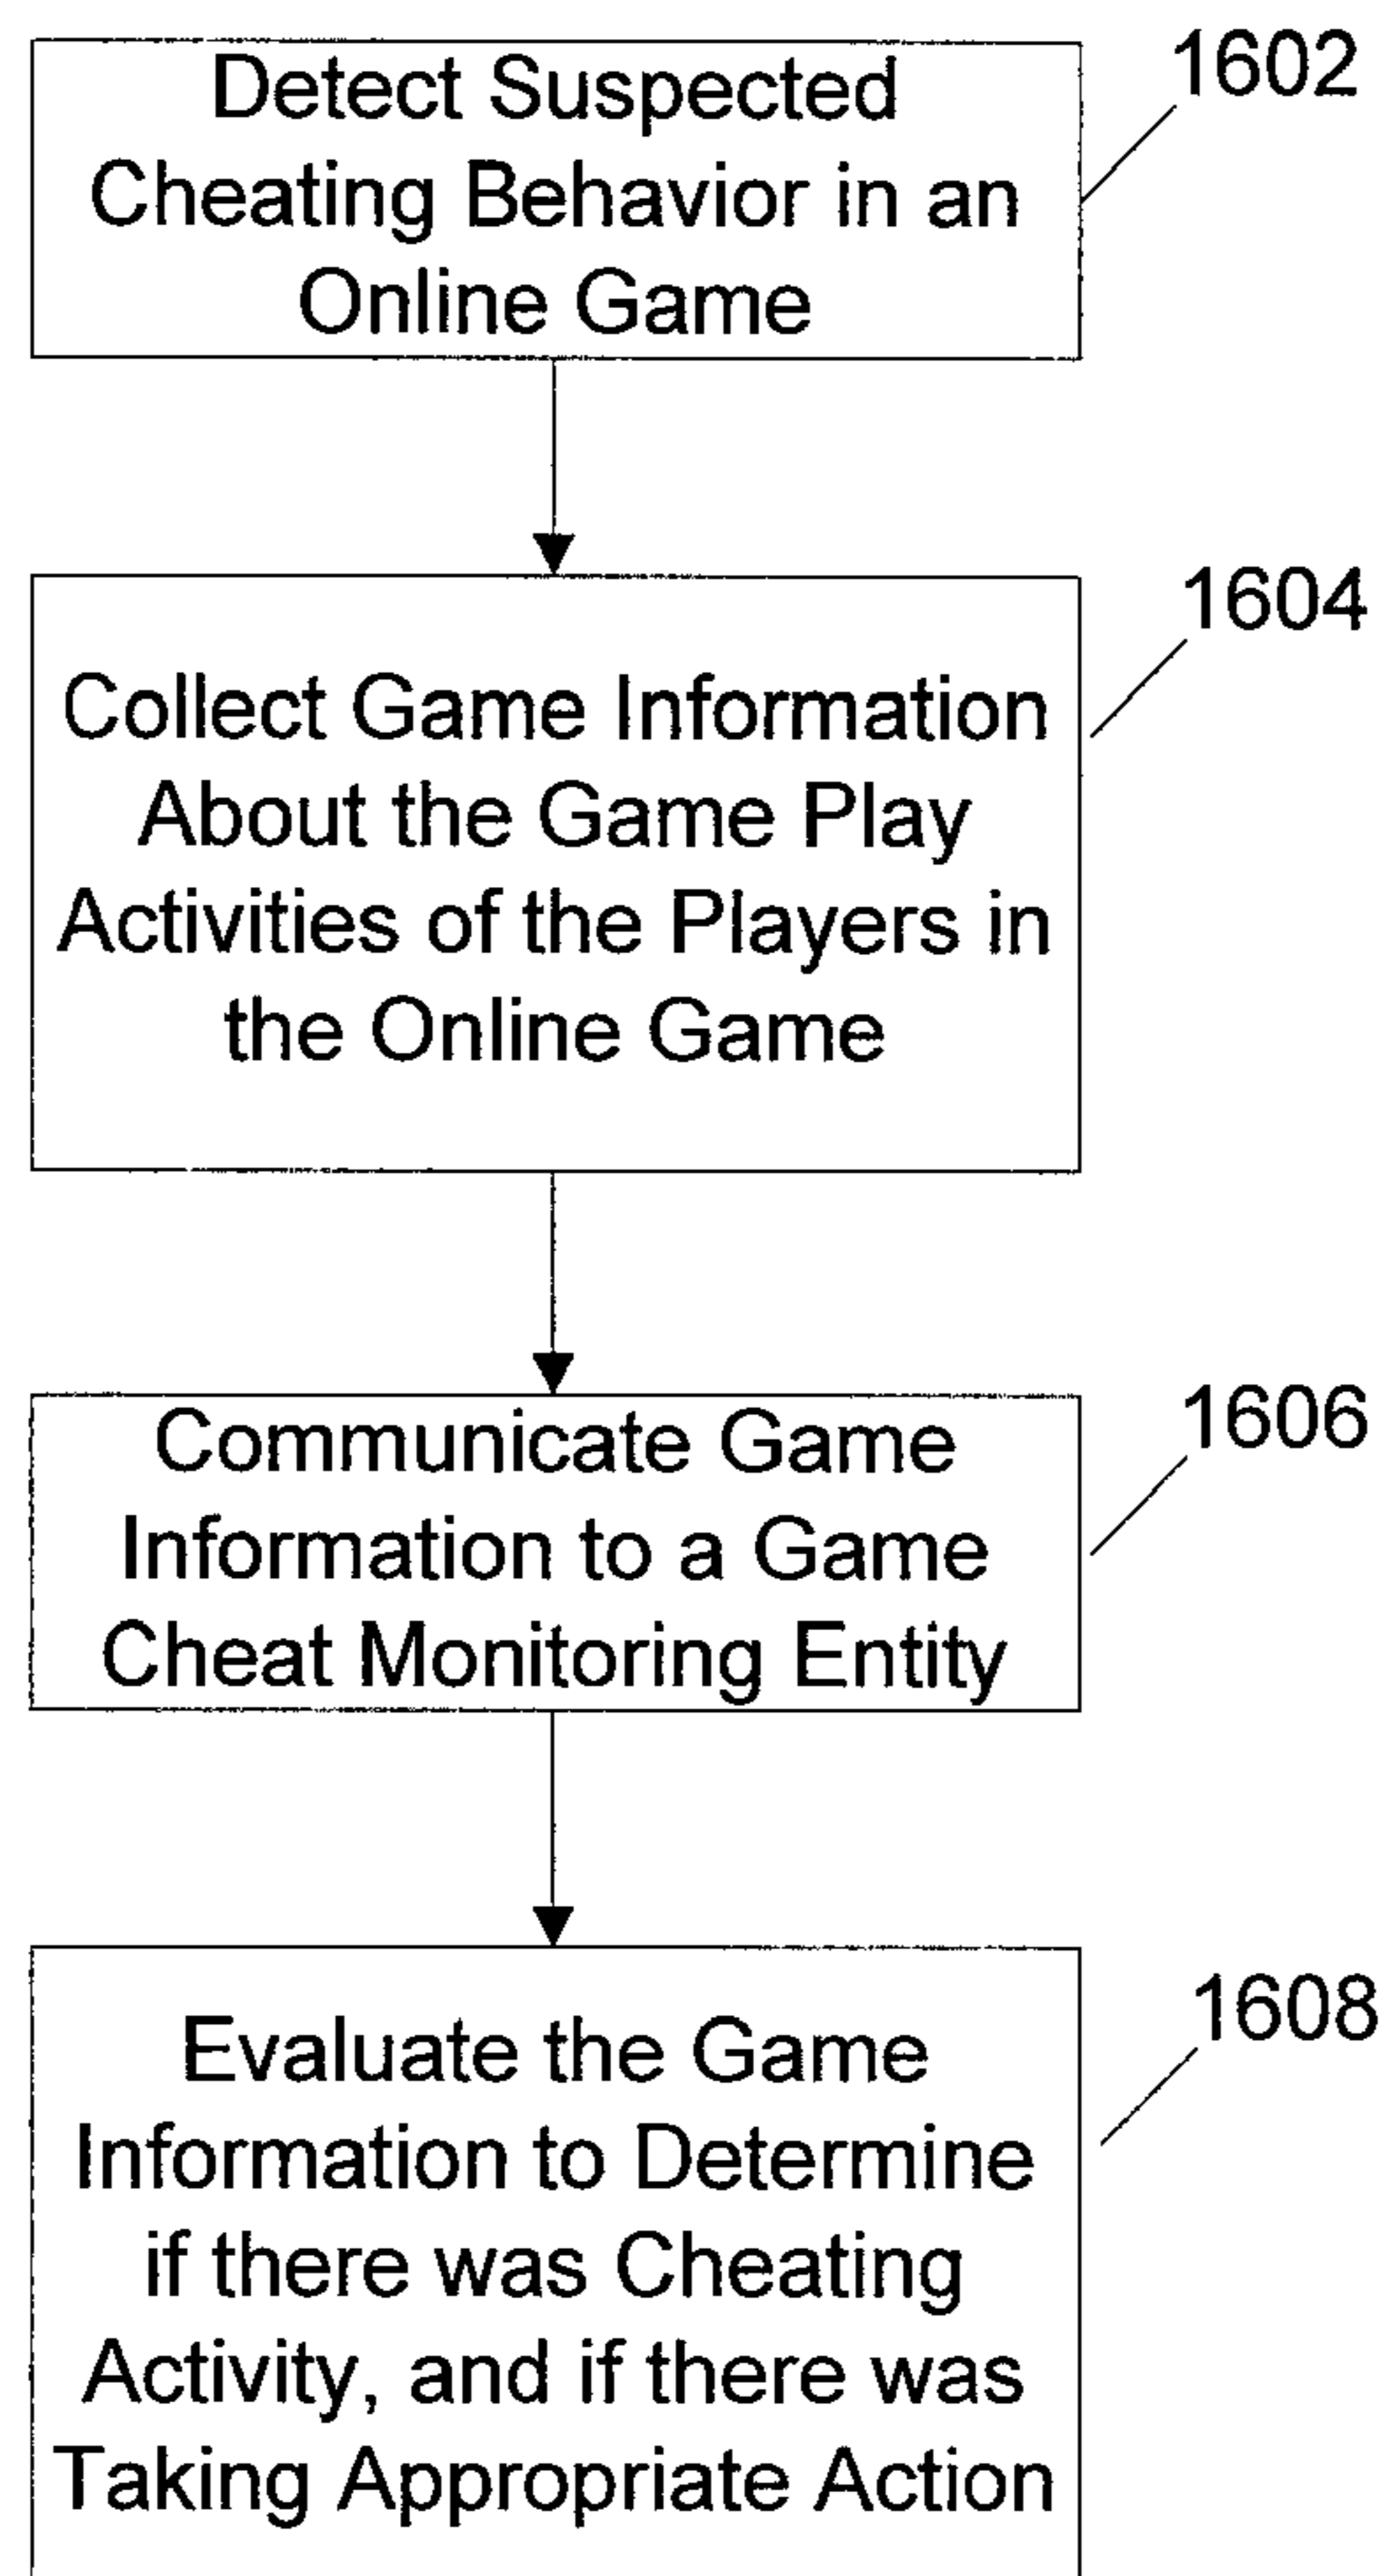 Detect Suspected
Cheating Behavior in an
Online Game
1602
Collect Game Information
About the Game Play
Activities of the Players in
the Online Game
1604
Communicate Game
Information to a Game
Cheat Monitoring Entity
1606
Evaluate the Game
Information to Determine
if there was Cheating
Activity, and if there was
Taking Appropriate Action
1608